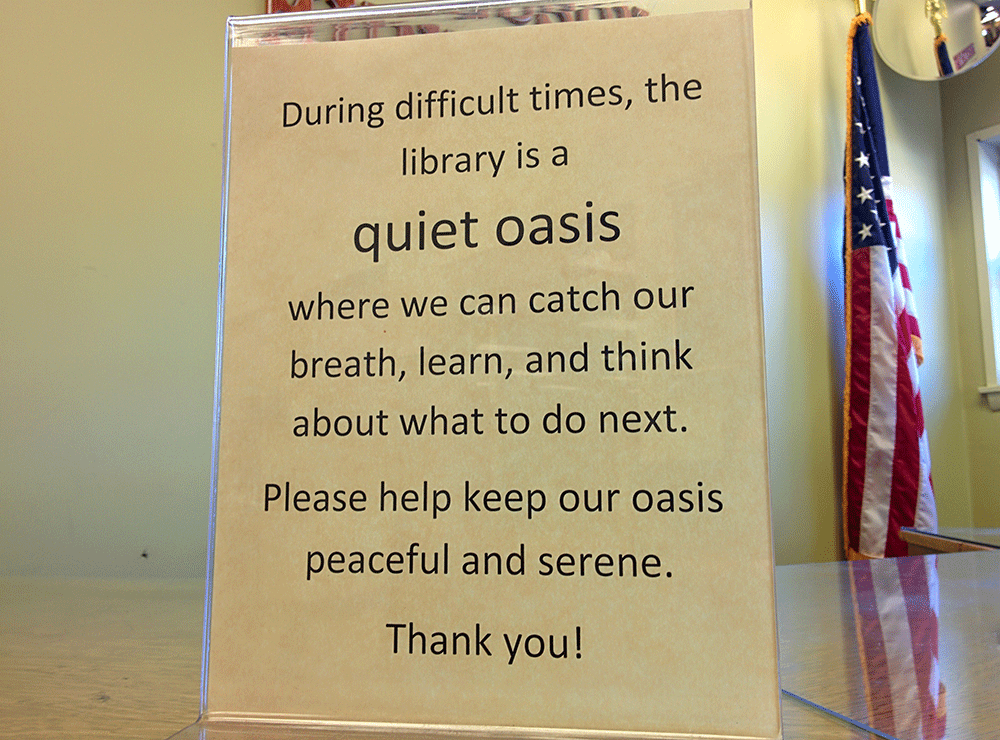 During difficult times, the
library is a
quiet oasis
where we can catch our
breath, learn, and think
about what to do next.
Please help keep our oasis
peaceful and serene.
Thank you!